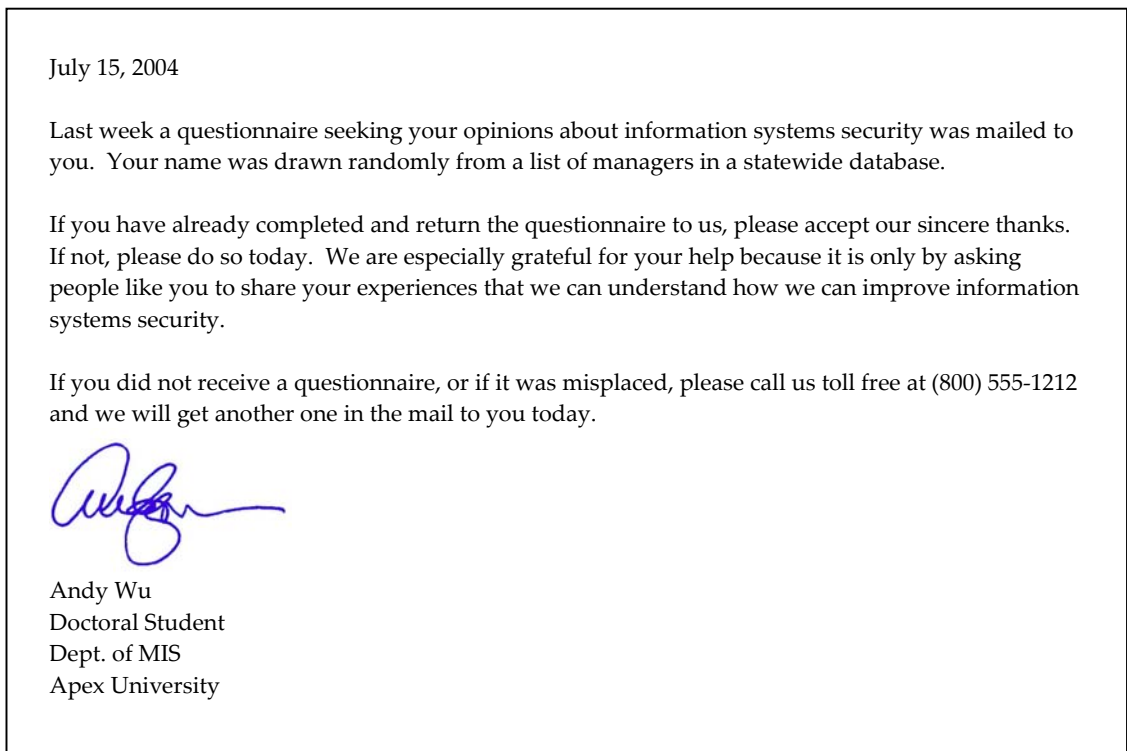 July 15, 2004
Last week a questionnaire seeking your opinions about information systems security was mailed to
you.  Your name was drawn randomly from a list of managers in a statewide database.
If you have already completed and return the questionnaire to us, please accept our sincere thanks.
If not, please do so today.  We are especially grateful for your help because it is only by asking
people like you to share your experiences that we can understand how we can improve information
systems security.
If you did not receive a questionnaire, or if it was misplaced, please call us toll free at (800) 555-1212
and we will get another one in the mail to you today.
Andy Wu
Doctoral Student
Dept. of MIS
Apex University